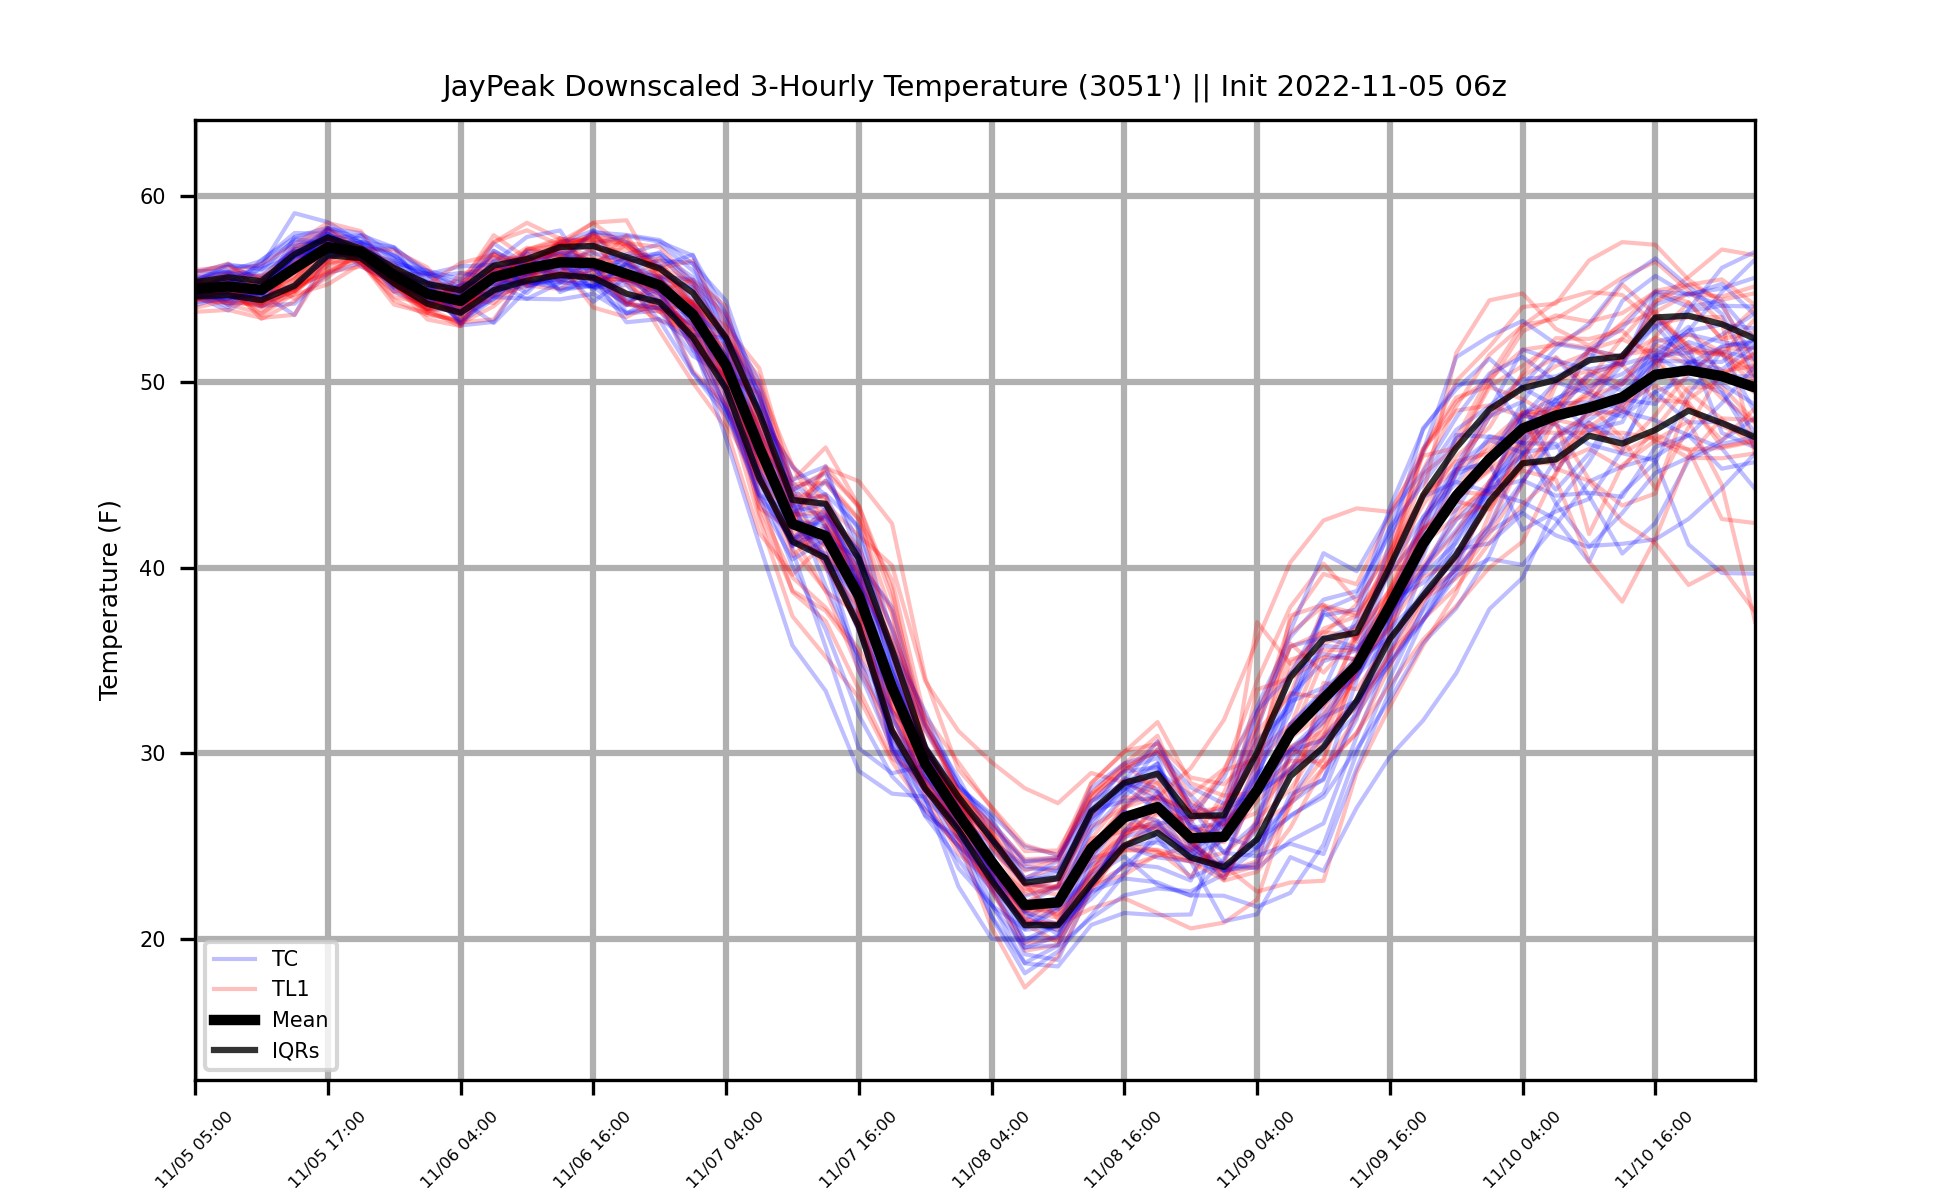 JayPeak Downscaled 3-Hourly Temperature (3051') || Init 2022-11-05 06z
Temperature (F)
60
50
40
30
20
TC
TL1
Mean
IQRs
11/05 05:00
11/05 17:00
11/06 04:00
11/06 16:00
11/07 04:00
11/07 16:00
11/08 04:00
11/08 16:00
11/09 04:00
11/09 16:00
11/10 04:00
11/10 16:00